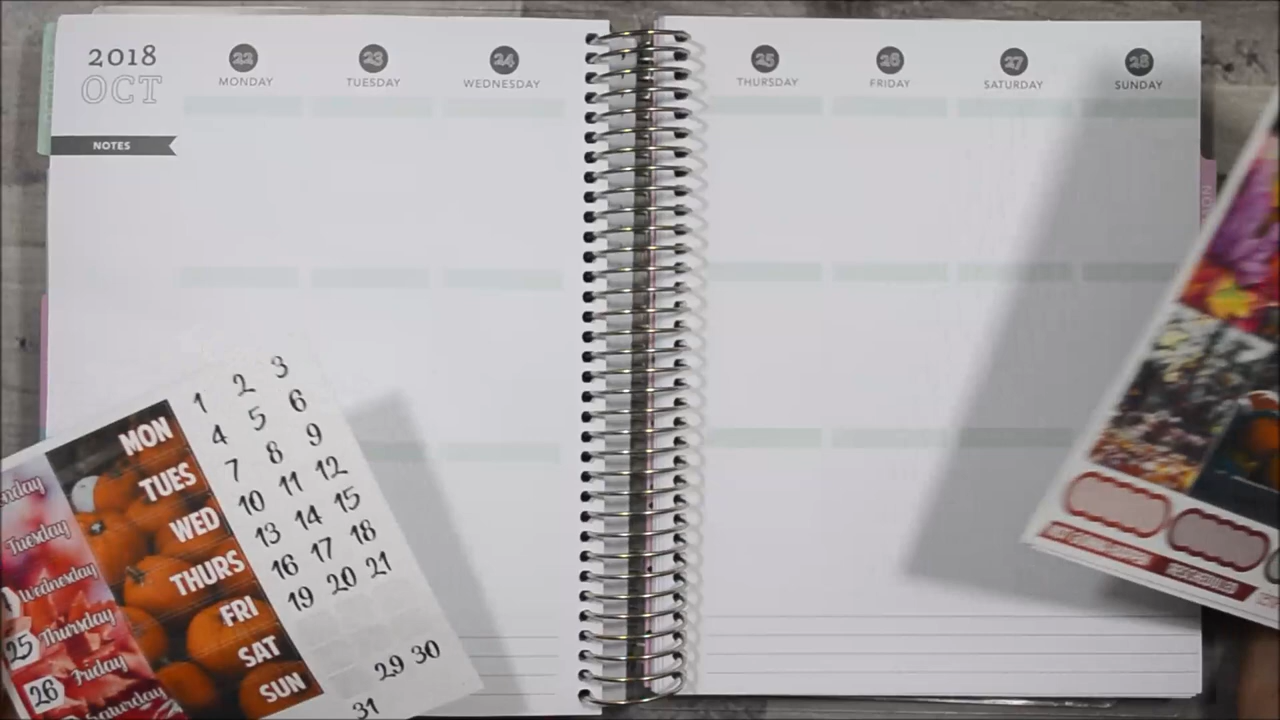 2018
OCT
22 23 24 25 26 27 28
MONDAY TUESDAY WEDNESDAY THURSDAY FRIDAY SATURDAY SUNDAY
NOTES
MON
TUES
WED
THURS
FRI
SAT
SUN
1 2 3
4 5 6
7 8 9
10 11 12
13 14 15
16 17 18
19 20 21
29 30
31
Tuesday
Wednesday
25 Thursday
26 Friday
Saturday